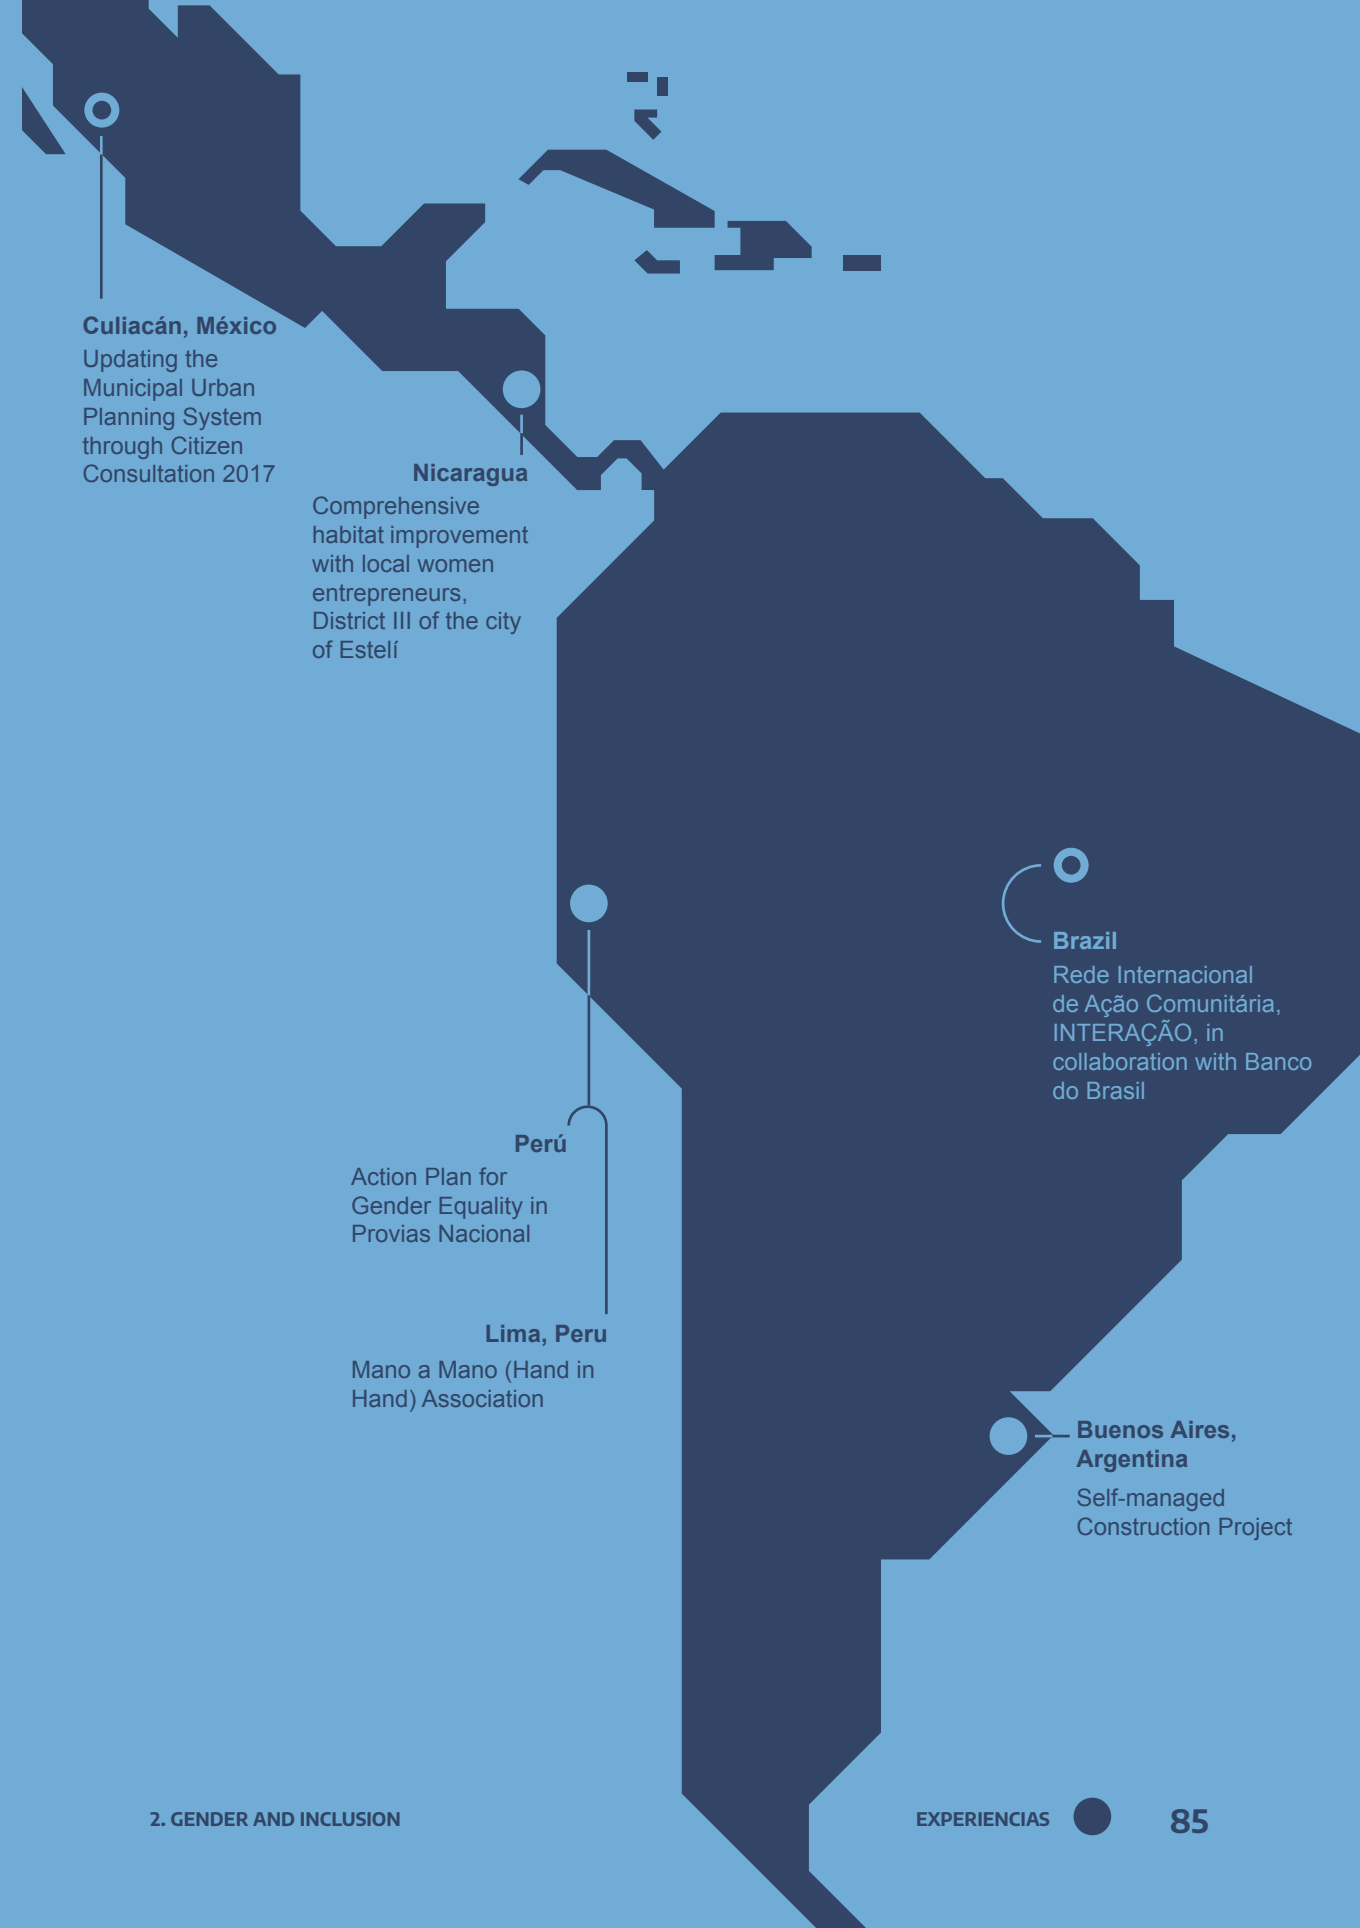 Culiacán, México
Updating the
Municipal Urban
Planning System
through Citizen
Consultation 2017
Nicaragua
Comprehensive
habitat improvement
with local women
entrepreneurs,
District III of the city
of Estelí
Brazil
Rede Internacional
de Ação Comunitária,
INTERAÇÃO, in
collaboration with Banco
do Brasil
Perú
Action Plan for
Gender Equality in
Provias Nacional
Lima, Peru
Mano a Mano (Hand in
Hand) Association
Buenos Aires,
Argentina
Self-managed
Construction Project
2. GENDER AND INCLUSION
EXPERIENCIAS
85